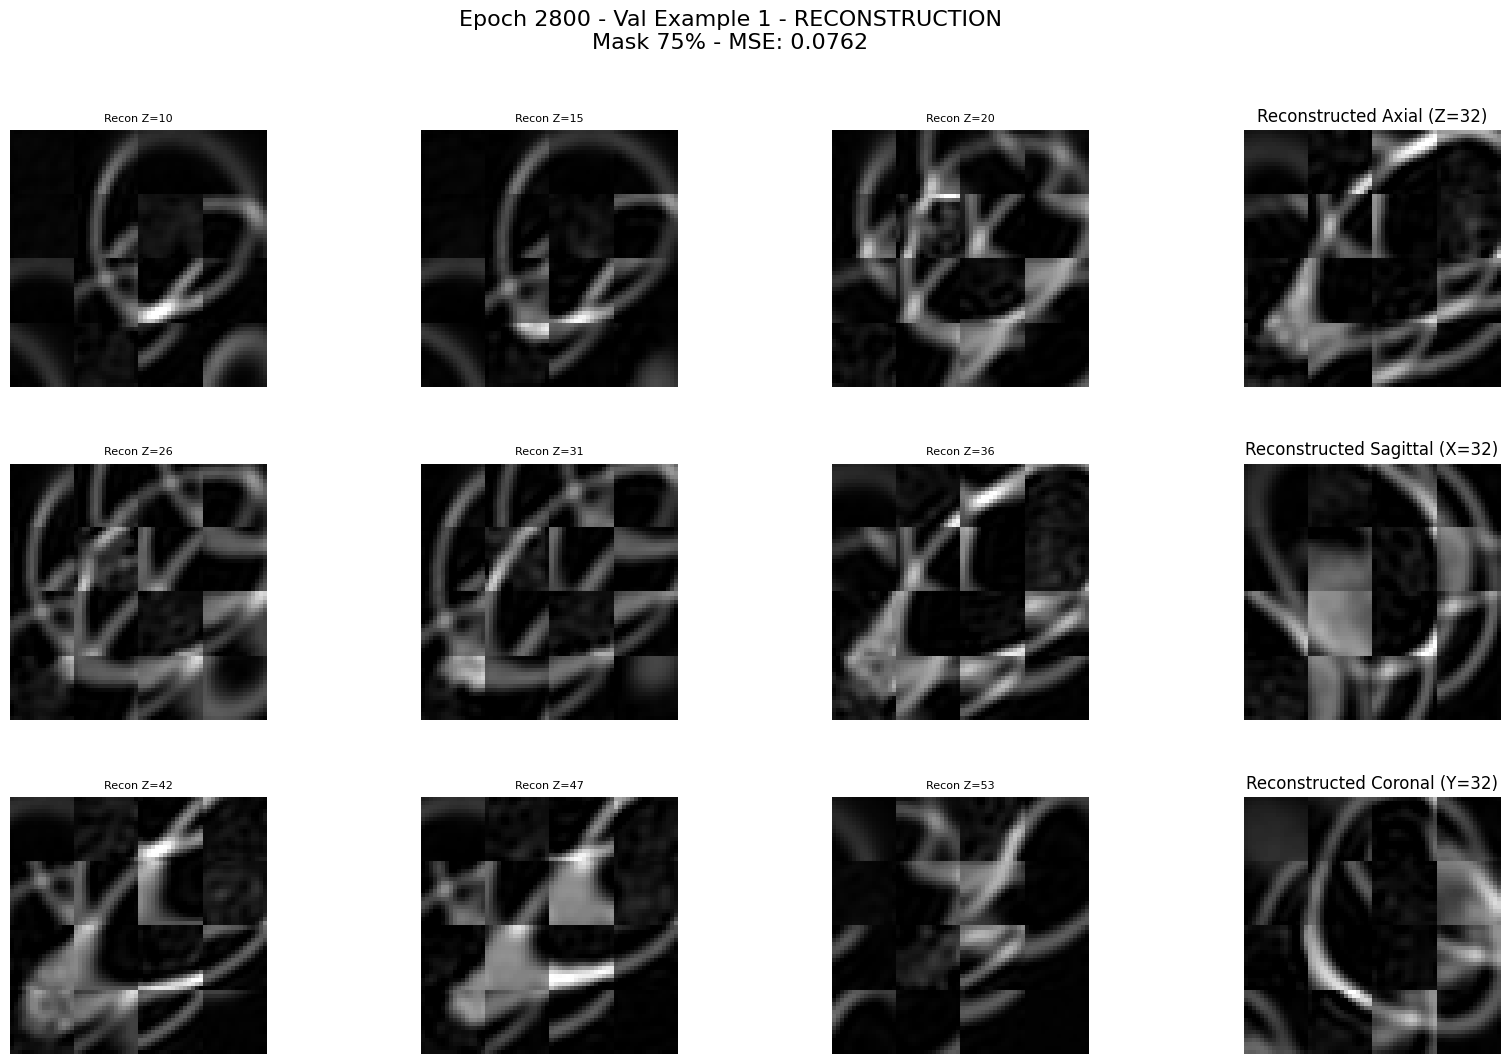 Epoch 2800 - Val Example 1 - RECONSTRUCTION
Mask 75% - MSE: 0.0762
Recon Z=10
Recon Z=15
Recon Z=20
Reconstructed Axial (Z=32)
Recon Z=26
Recon Z=31
Recon Z=36
Reconstructed Sagittal (X=32)
Recon Z=42
Recon Z=47
Recon Z=53
Reconstructed Coronal (Y=32)